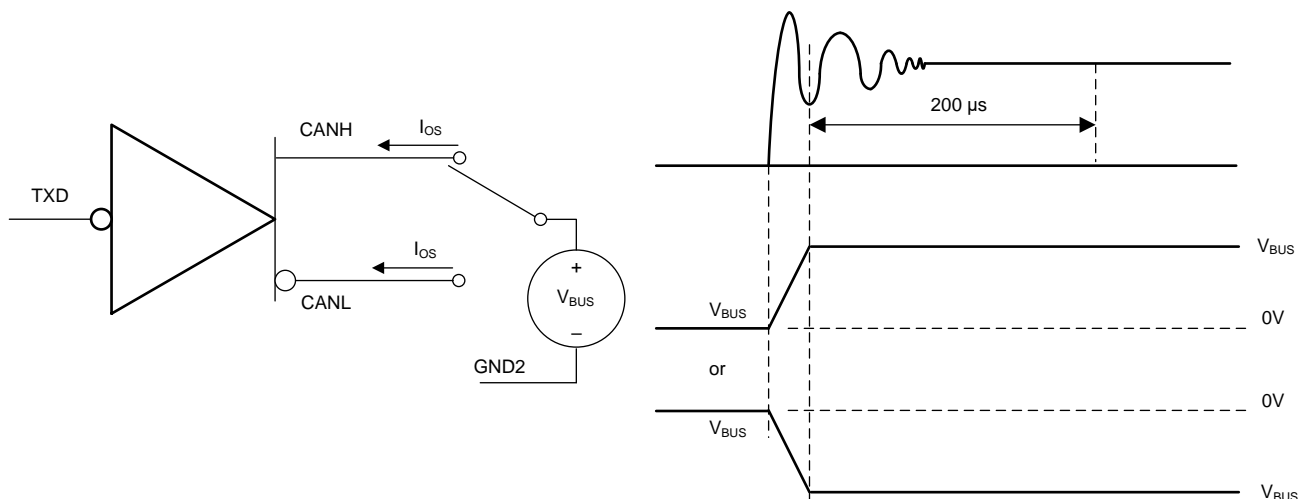 TXD
CANH
I_OS
I_OS
CANL
+
V_BUS
–
GND2
200 µs
V_BUS
V_BUS
0V
or
0V
V_BUS
V_BUS